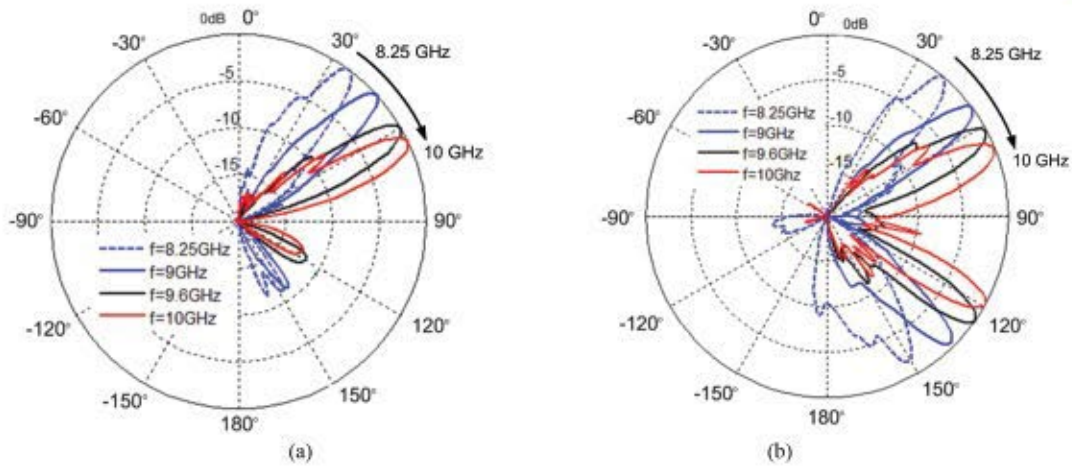 0dB 0°
-30° 30° 8.25 GHz
-5
-60° -10 10 GHz
-15
-90° 90°
f=8.25GHz
f=9GHz
f=9.6GHz
f=10GHz
-120° 120°
-150° 150°
180°
(a)
0° 0dB
-30° 30° 8.25 GHz
-5
f=8.25GHz
-60° -10
f=9GHz
f=9.6GHz
10 GHz
-15
f=10Ghz
-90° 90°
-120° 120°
-150° 150°
180°
(b)